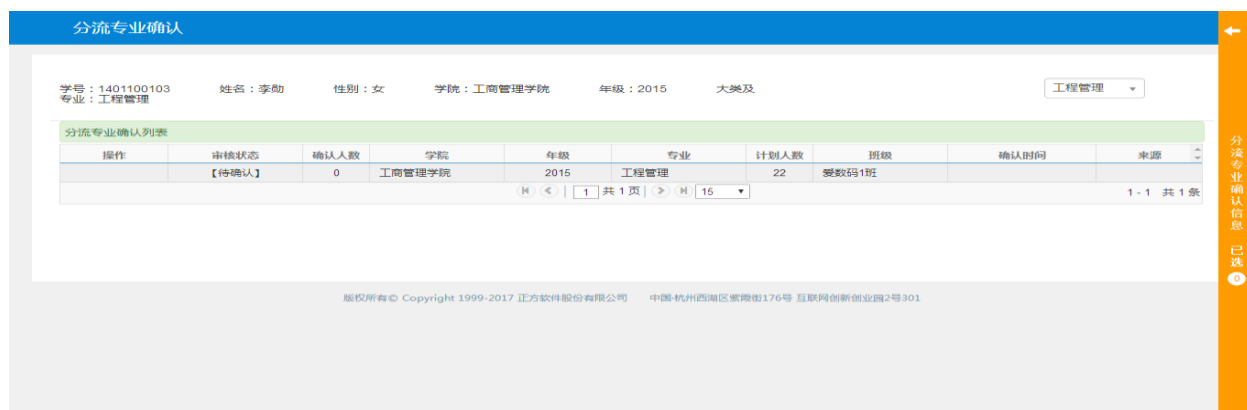 分流专业确认
学号：1401100103 姓名：李勋 性别：女 学院：工商管理学院 年级：2015 大类及
专业：工程管理
工程管理
分流专业确认列表
操作 审核状态 确认人数 学院 年级 专业 计划人数 班级 确认时间 来源
【待确认】 0 工商管理学院 2015 工程管理 22 爱数码1班
1 共 1 页 15
1 - 1 共 1 条
版权所有© Copyright 1999-2017 正方软件股份有限公司 中国·杭州西湖区紫霞街176号 互联网创新创业园2号301
分流专业确认信息 已选 0